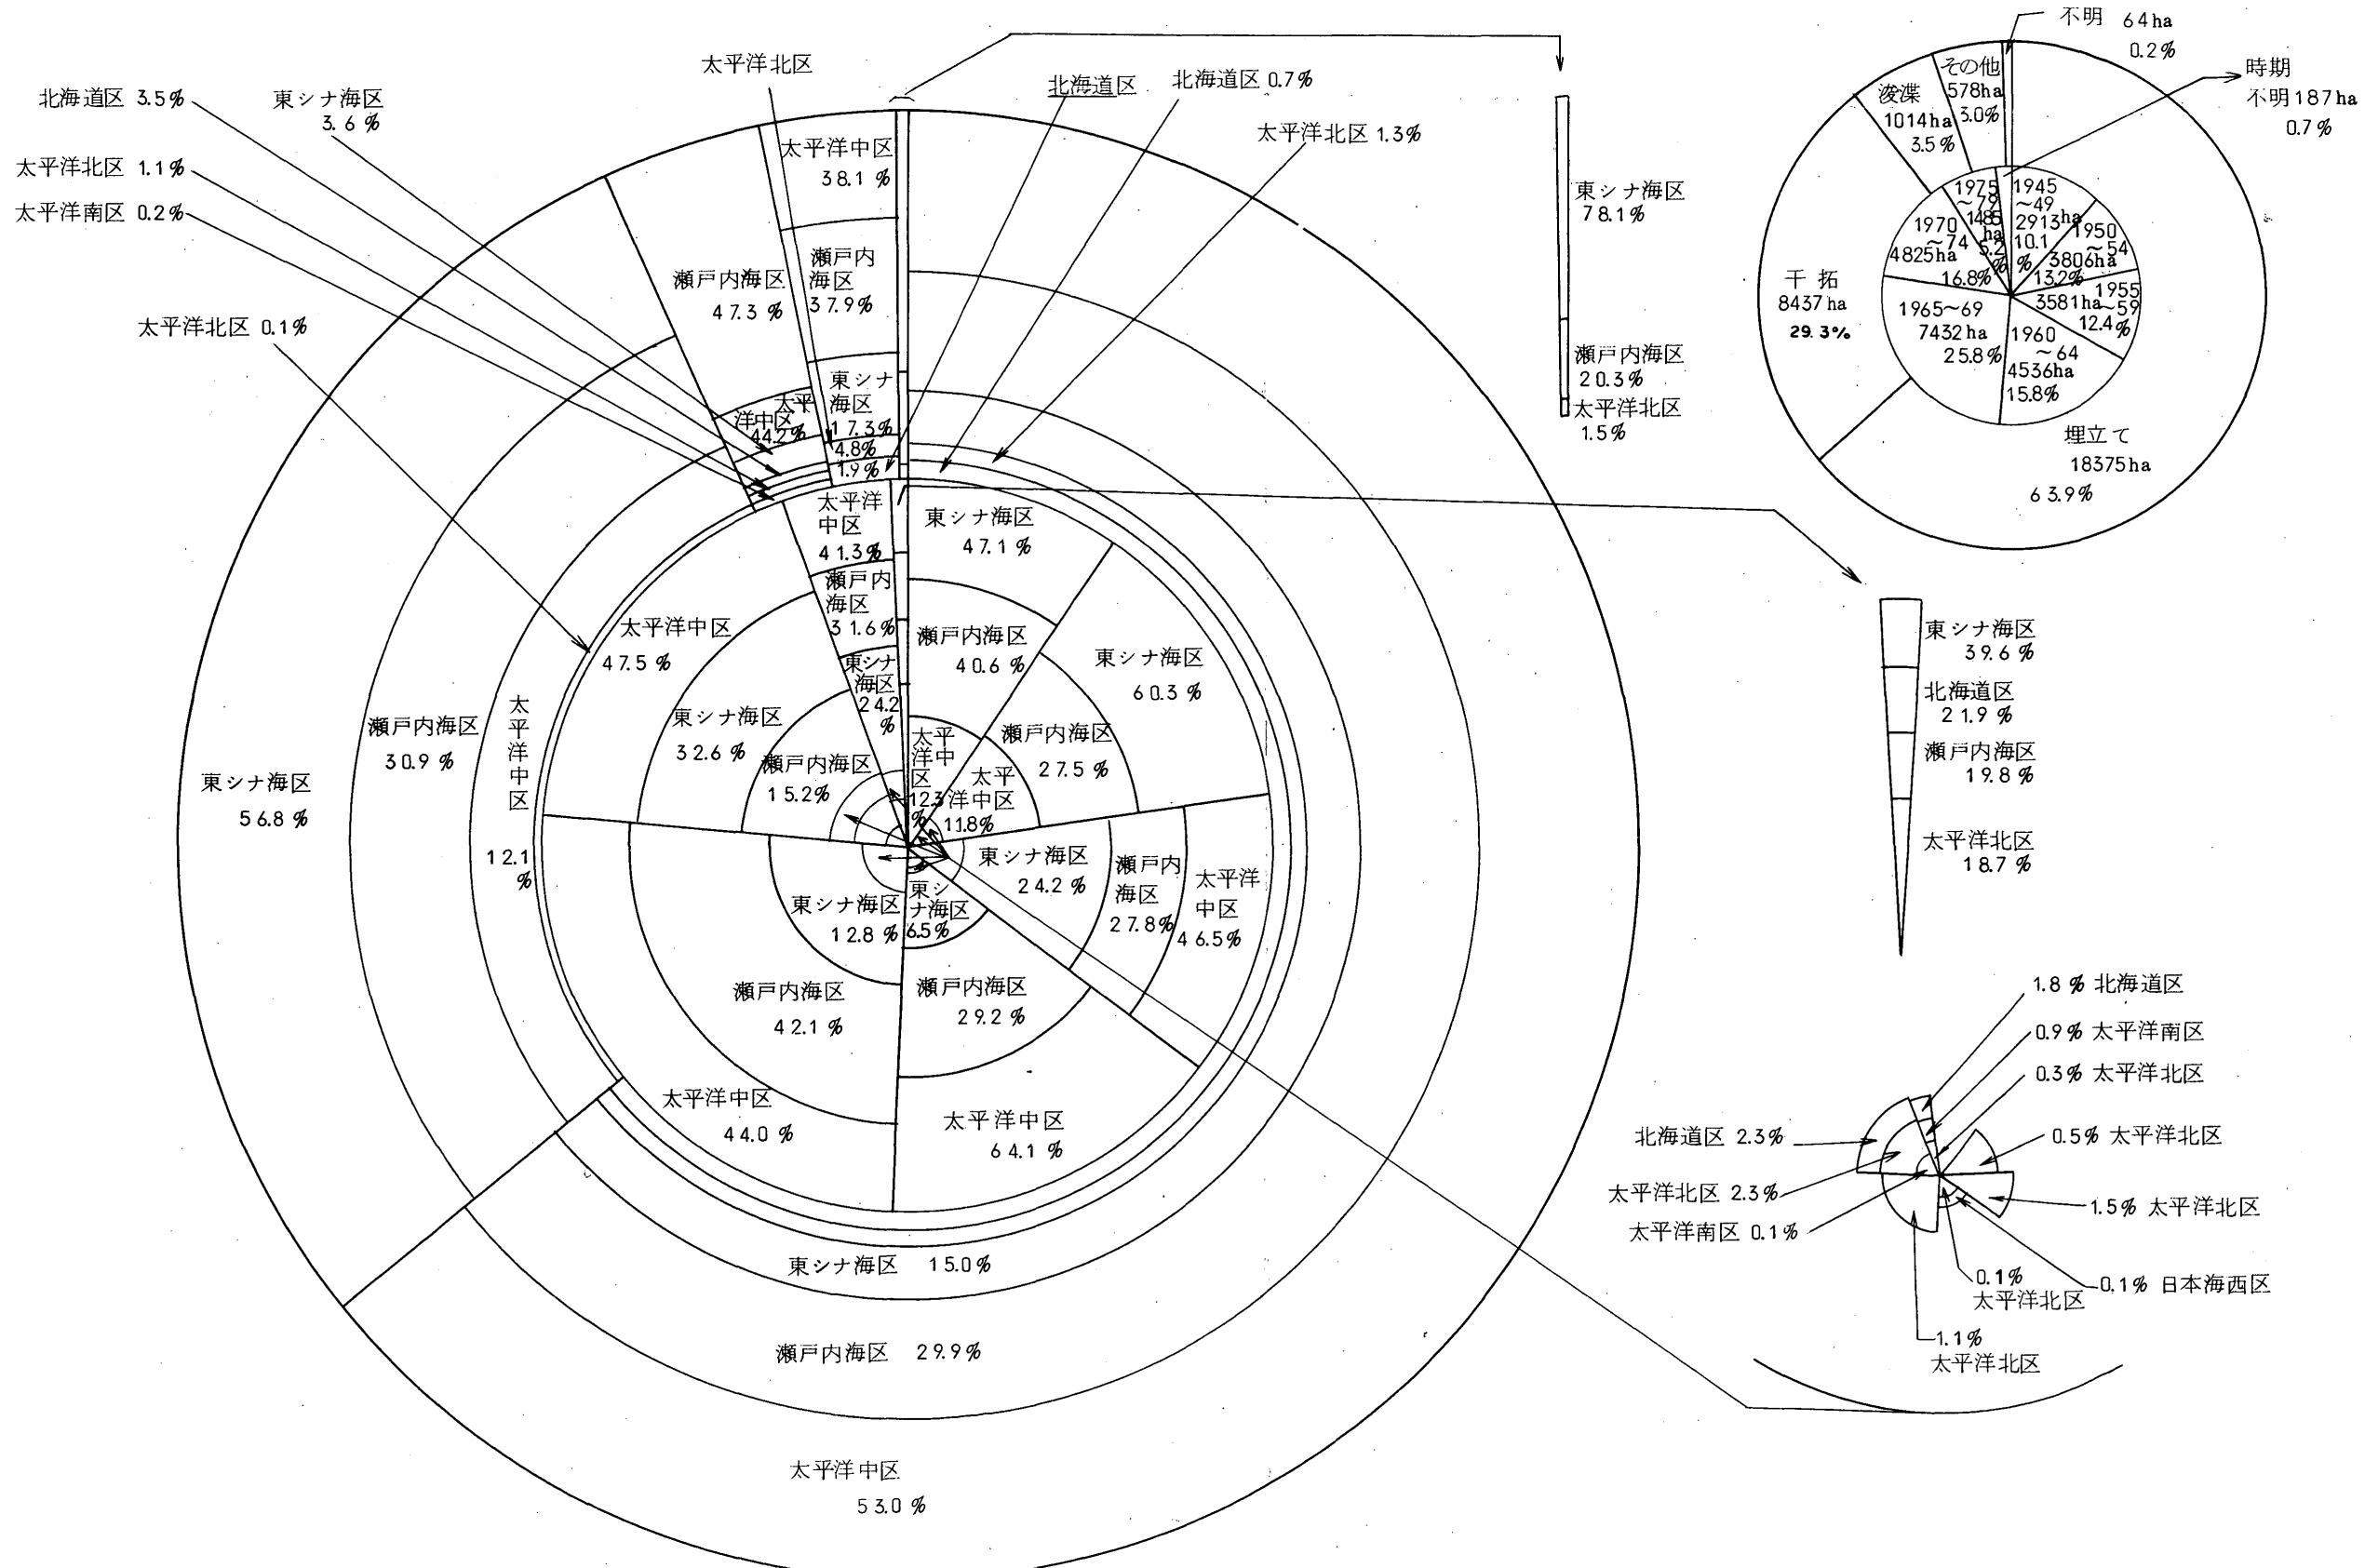 太平洋北区
北海道区 3.5%
東シナ海区
3.6%
太平洋北区 1.1%
太平洋南区 0.2%
太平洋北区 0.1%
北海道区
北海道区 0.7%
太平洋北区 1.3%
太平洋中区
38.1%
瀬戸内
海区
37.9%
瀬戸内海区
47.3%
東シナ
海区
17.3%
太平
洋中区
44.2%
4.8%
1.9%
東シナ海区
56.8%
瀬戸内海区
30.9%
太平洋中区
12.1
%
太平洋中区
53.0%
瀬戸内海区 29.9%
東シナ海区 15.0%
太平洋
中区
41.3%
瀬戸内
海区
31.6%
東シナ
海区
24.2
%
東シナ海区
47.1%
瀬戸内海区
40.6%
太平
洋中
区
12.3
%
東シナ海区
60.3%
瀬戸内海区
27.5%
太平
洋中区
11.8%
太平洋中区
47.5%
東シナ海区
32.6%
瀬戸内海区
15.2%
東シナ海区
24.2%
瀬戸内
海区
27.8%
太平洋
中区
46.5%
東シナ海区
12.8%
瀬戸内海区
42.1%
太平洋中区
44.0%
東シ
ナ海区
6.5%
瀬戸内海区
29.2%
太平洋中区
64.1%
東シナ海区
78.1%
瀬戸内海区
20.3%
太平洋北区
1.5%
不明 64ha
0.2%
時期
不明187ha
0.7%
その他
578ha
3.0%
浚渫
1014ha
3.5%
干拓
8437ha
29.3%
埋立て
18375ha
63.9%
1945
~49
2913ha
10.1
%
1950
~54
3806ha
13.2%
1955
~59
3581ha
12.4%
1960
~64
4536ha
15.8%
1965~69
7432ha
25.8%
1970
~74
4825ha
16.8%
1975
~79
1485
ha
5.2
%
東シナ海区
39.6%
北海道区
21.9%
瀬戸内海区
19.8%
太平洋北区
18.7%
1.8% 北海道区
0.9% 太平洋南区
0.3% 太平洋北区
0.5% 太平洋北区
1.5% 太平洋北区
0.1% 日本海西区
0.1%
太平洋北区
1.1%
太平洋北区
北海道区 2.3%
太平洋北区 2.3%
太平洋南区 0.1%